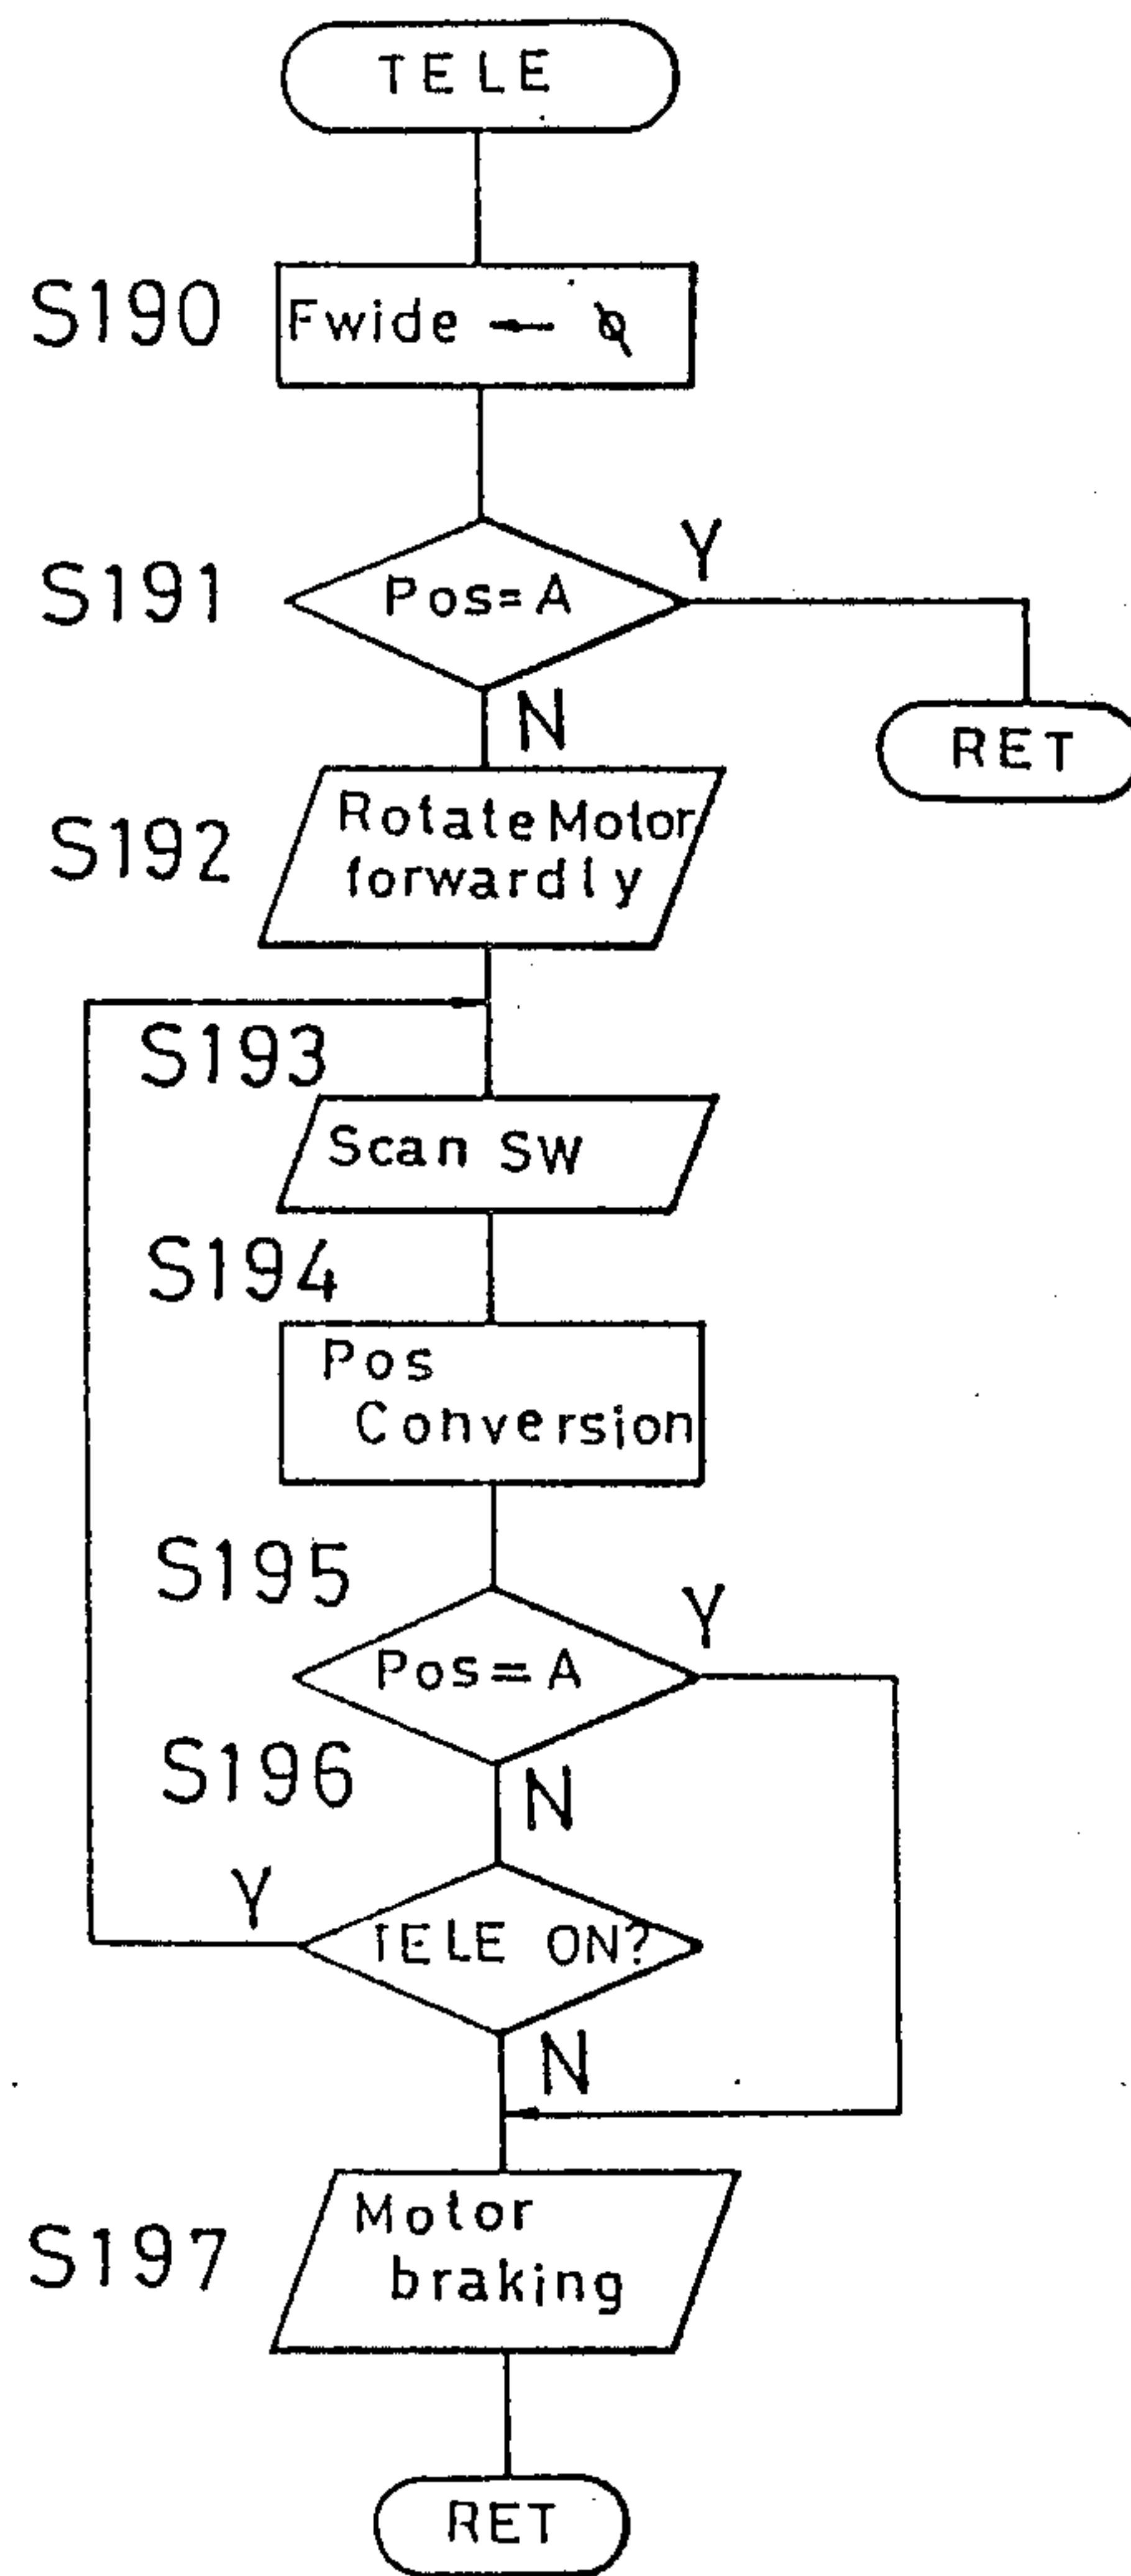 TELE
S190
Fwide ← 0
S191
Pos=A
Y
N
RET
S192
Rotate Motor
forwardly
S193
Scan SW
S194
Pos
Conversion
S195
Pos=A
Y
S196
N
Y
TELE ON?
N
S197
Motor
braking
RET